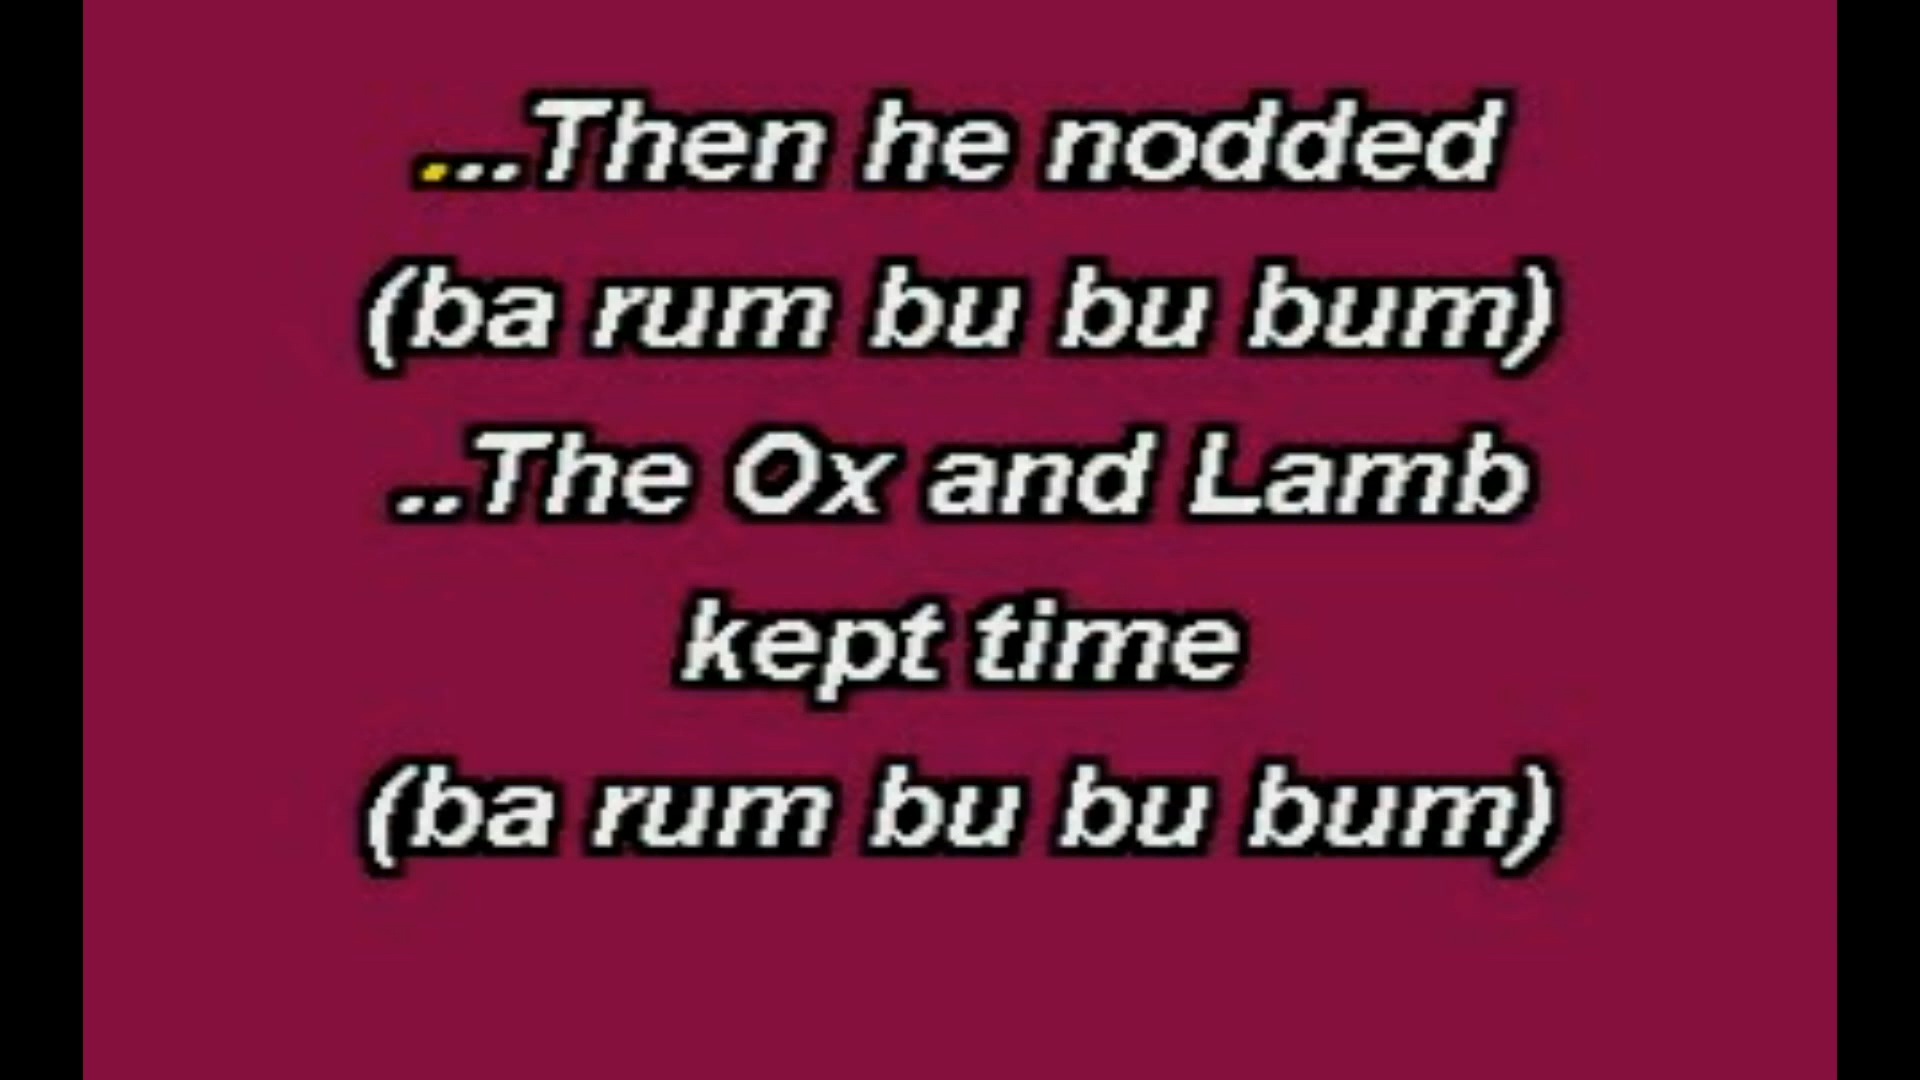 ...Then he nodded
(ba rum bu bu bum)
..The Ox and Lamb
kept time
(ba rum bu bu bum)